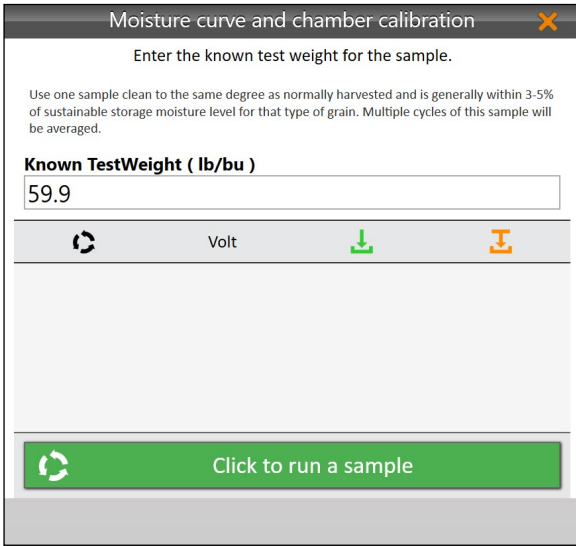 Moisture curve and chamber calibration
Enter the known test weight for the sample.
Use one sample clean to the same degree as normally harvested and is generally within 3-5%
of sustainable storage moisture level for that type of grain. Multiple cycles of this sample will
be averaged.
Known TestWeight ( lb/bu )
59.9
Volt
Click to run a sample